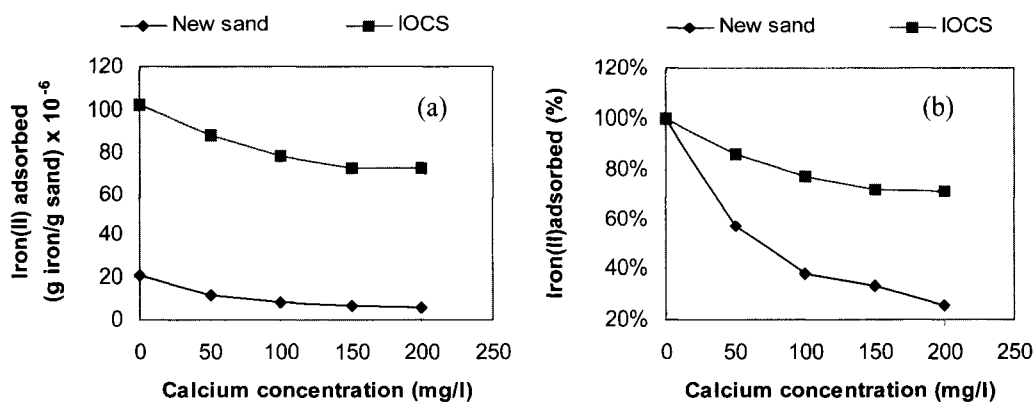 New sand IOCS
Iron(II) adsorbed
(g iron/g sand) x 10⁻⁶
120
100
80
60
40
20
0
(a)
0 50 100 150 200 250
Calcium concentration (mg/l)
New sand IOCS
Iron(II)adsorbed (%)
120%
100%
80%
60%
40%
20%
(b)
0 50 100 150 200 250
Calcium concentration (mg/l)